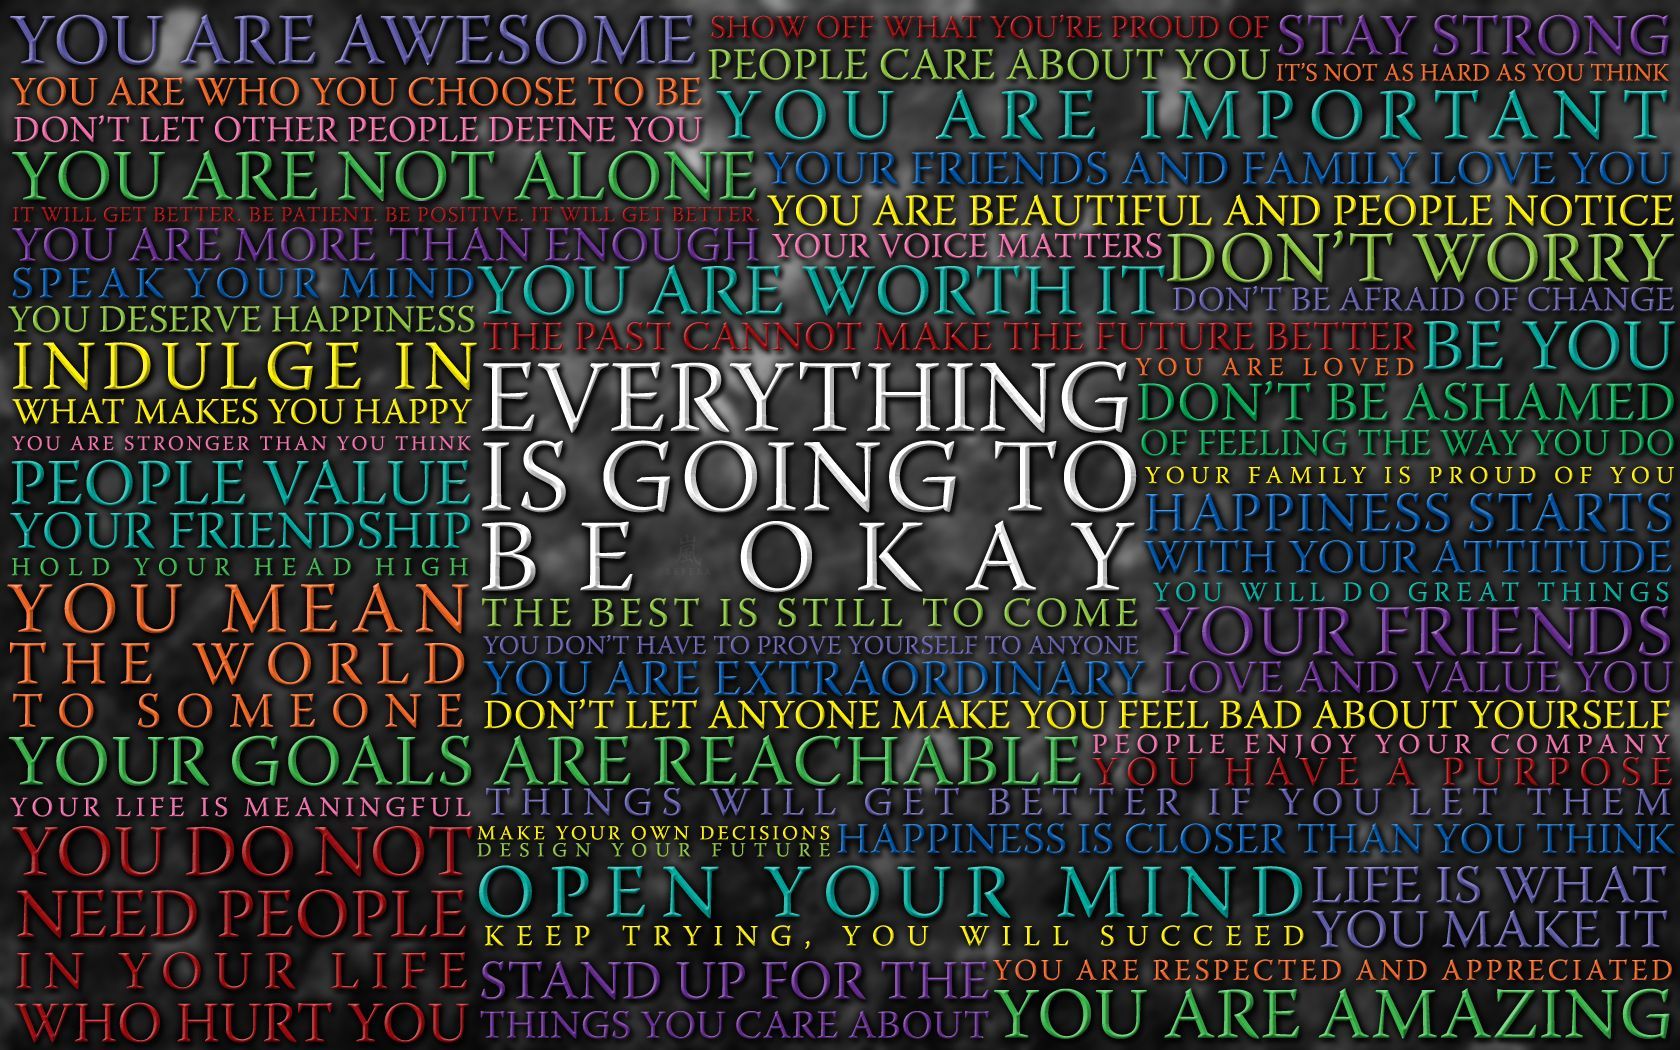 YOU ARE AWESOME
SHOW OFF WHAT YOU'RE PROUD OF
STAY STRONG
PEOPLE CARE ABOUT YOU
IT'S NOT AS HARD AS YOU THINK
YOU ARE WHO YOU CHOOSE TO BE
DON'T LET OTHER PEOPLE DEFINE YOU
YOU ARE IMPORTANT
YOU ARE NOT ALONE
YOUR FRIENDS AND FAMILY LOVE YOU
IT WILL GET BETTER. BE PATIENT. BE POSITIVE. IT WILL GET BETTER.
YOU ARE BEAUTIFUL AND PEOPLE NOTICE
YOU ARE MORE THAN ENOUGH
YOUR VOICE MATTERS
DON'T WORRY
SPEAK YOUR MIND
YOU ARE WORTH IT
DON'T BE AFRAID OF CHANGE
YOU DESERVE HAPPINESS
THE PAST CANNOT MAKE THE FUTURE BETTER
BE YOU
INDULGE IN
WHAT MAKES YOU HAPPY
YOU ARE LOVED
DON'T BE ASHAMED
OF FEELING THE WAY YOU DO
YOU ARE STRONGER THAN YOU THINK
EVERYTHING
IS GOING TO
BE OKAY
YOUR FAMILY IS PROUD OF YOU
PEOPLE VALUE
YOUR FRIENDSHIP
HAPPINESS STARTS
WITH YOUR ATTITUDE
HOLD YOUR HEAD HIGH
YOU WILL DO GREAT THINGS
YOU MEAN
THE WORLD
TO SOMEONE
THE BEST IS STILL TO COME
YOUR FRIENDS
LOVE AND VALUE YOU
YOU DON'T HAVE TO PROVE YOURSELF TO ANYONE
YOU ARE EXTRAORDINARY
DON'T LET ANYONE MAKE YOU FEEL BAD ABOUT YOURSELF
YOUR GOALS ARE REACHABLE
PEOPLE ENJOY YOUR COMPANY
YOU HAVE A PURPOSE
YOUR LIFE IS MEANINGFUL
THINGS WILL GET BETTER IF YOU LET THEM
YOU DO NOT
NEED PEOPLE
IN YOUR LIFE
WHO HURT YOU
MAKE YOUR OWN DECISIONS
DESIGN YOUR FUTURE
HAPPINESS IS CLOSER THAN YOU THINK
OPEN YOUR MIND
LIFE IS WHAT
YOU MAKE IT
KEEP TRYING, YOU WILL SUCCEED
STAND UP FOR THE
THINGS YOU CARE ABOUT
YOU ARE RESPECTED AND APPRECIATED
YOU ARE AMAZING